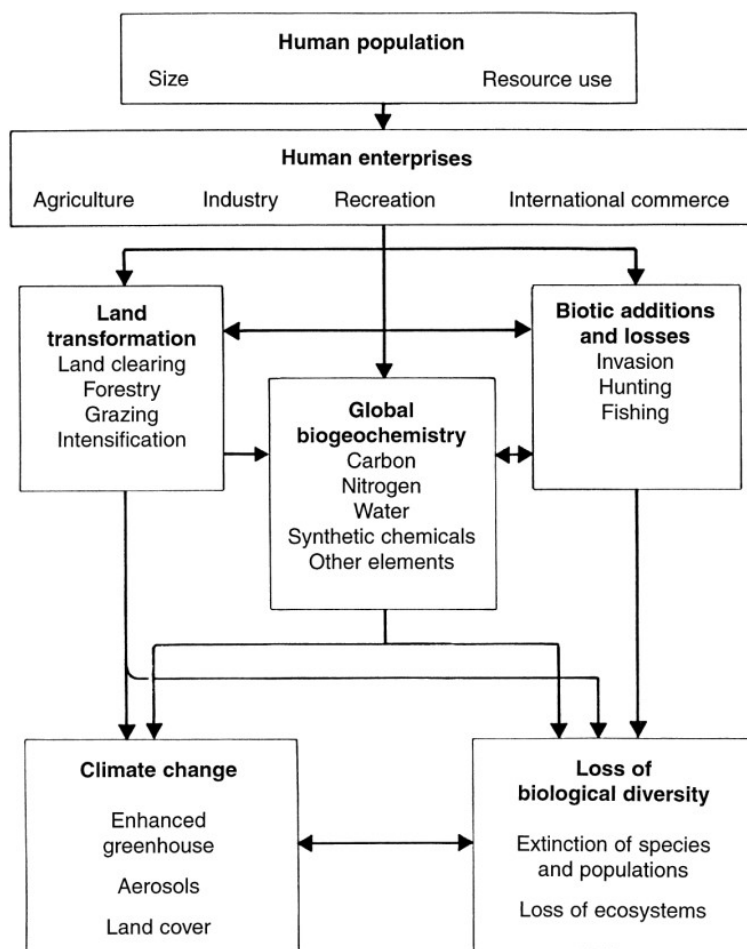 Human population
Size Resource use
Human enterprises
Agriculture Industry Recreation International commerce
Land
transformation
Land clearing
Forestry
Grazing
Intensification
Biotic additions
and losses
Invasion
Hunting
Fishing
Global
biogeochemistry
Carbon
Nitrogen
Water
Synthetic chemicals
Other elements
Climate change
Enhanced
greenhouse
Aerosols
Land cover
Loss of
biological diversity
Extinction of species
and populations
Loss of ecosystems